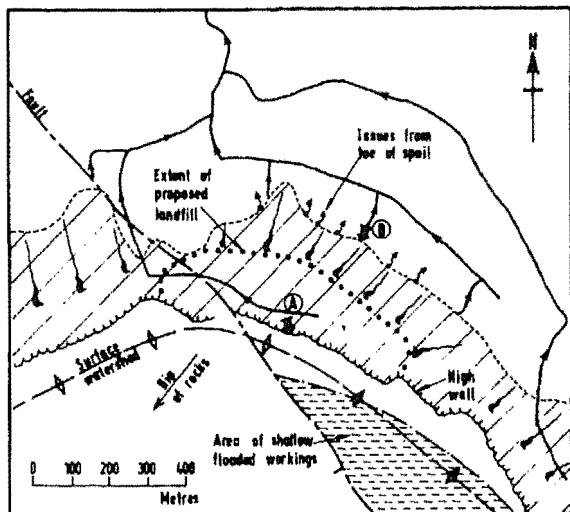 N
Fault
Issues from
toe of spoil
Extent of
proposed
landfill
B
A
Surface
watershed
Dip
of rocks
High
wall
Area of shallow
flooded workings
0 100 200 300 400
Metres